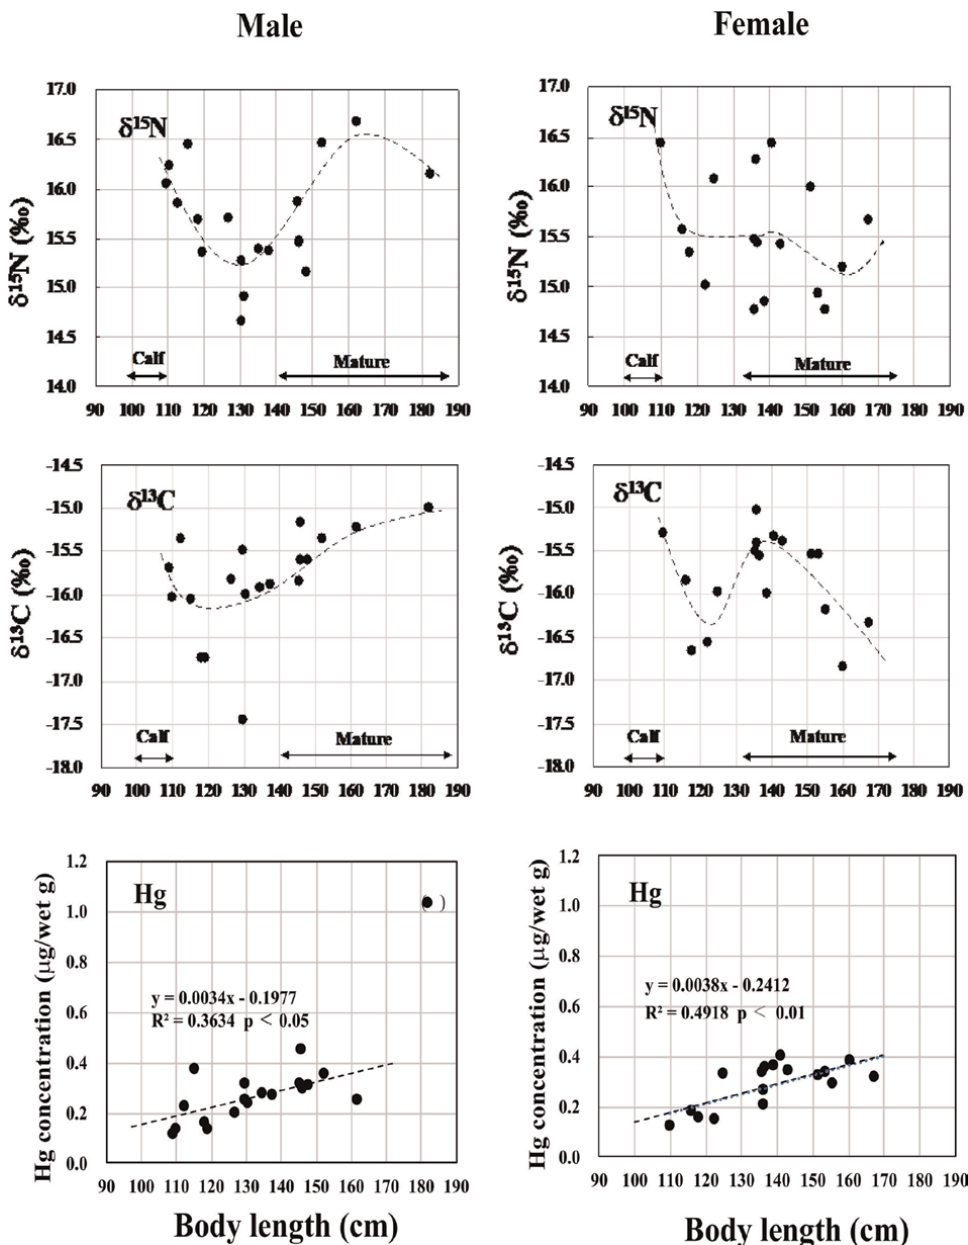 Male
Female
δ¹⁵N (‰)
17.0
16.5
16.0
15.5
15.0
14.5
14.0
δ¹⁵N
Calf
Mature
90 100 110 120 130 140 150 160 170 180 190
δ¹⁵N (‰)
17.0
16.5
16.0
15.5
15.0
14.5
14.0
δ¹⁵N
Calf
Mature
90 100 110 120 130 140 150 160 170 180 190
δ¹³C (‰)
-14.5
-15.0
-15.5
-16.0
-16.5
-17.0
-17.5
-18.0
δ¹³C
Calf
Mature
90 100 110 120 130 140 150 160 170 180 190
δ¹³C (‰)
-14.5
-15.0
-15.5
-16.0
-16.5
-17.0
-17.5
-18.0
δ¹³C
Calf
Mature
90 100 110 120 130 140 150 160 170 180 190
Hg concentration (μg/wet g)
1.2
1.0
0.8
0.6
0.4
0.2
0.0
Hg
( )
y = 0.0034x - 0.1977
R² = 0.3634 p < 0.05
90 100 110 120 130 140 150 160 170 180 190
Body length (cm)
Hg concentration (μg/wet g)
1.2
1.0
0.8
0.6
0.4
0.2
0.0
Hg
y = 0.0038x - 0.2412
R² = 0.4918 p < 0.01
90 100 110 120 130 140 150 160 170 180 190
Body length (cm)